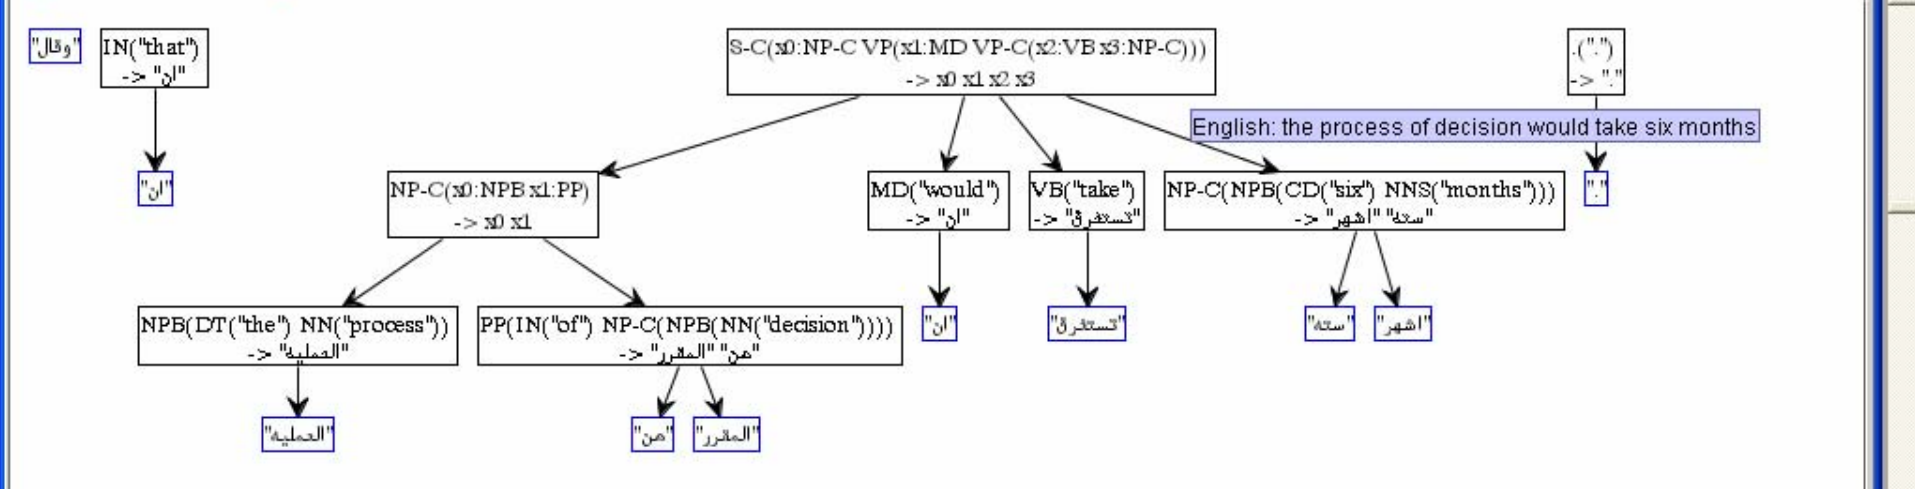 "وقال"
IN("that")
-> "ان"
S-C(x0:NP-C VP(x1:MD VP-C(x2:VB x3:NP-C)))
-> x0 x1 x2 x3
.(".")
-> "."
English: the process of decision would take six months
"ان"
NP-C(x0:NPB x1:PP)
-> x0 x1
MD("would")
-> "ان"
VB("take")
-> "تستغرق"
NP-C(NPB(CD("six") NNS("months")))
-> "سته" "اشهر"
"."
NPB(DT("the") NN("process"))
-> "العمليه"
PP(IN("of") NP-C(NPB(NN("decision"))))
-> "من" "المقرر"
"ان"
"تستغرق"
"سته"
"اشهر"
"العمليه"
"من"
"المقرر"